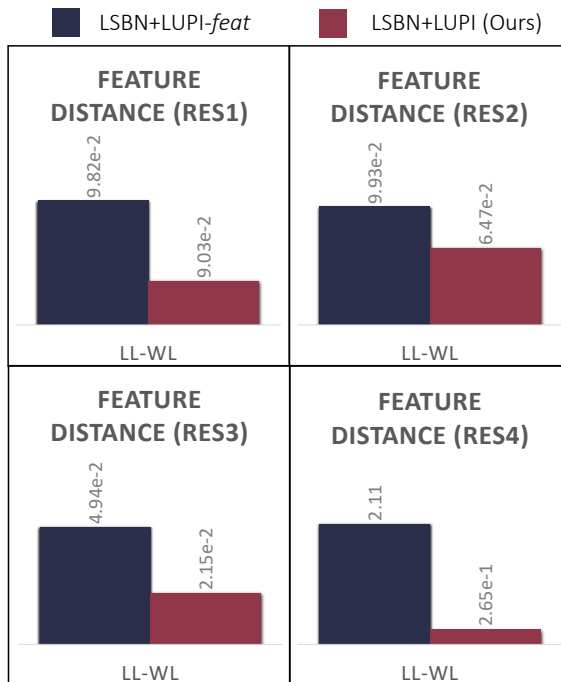 LSBN+LUPI-feat
LSBN+LUPI (Ours)
FEATURE
DISTANCE (RES1)
9.82e-2
9.03e-2
LL-WL
FEATURE
DISTANCE (RES2)
9.93e-2
6.47e-2
LL-WL
FEATURE
DISTANCE (RES3)
4.94e-2
2.15e-2
LL-WL
FEATURE
DISTANCE (RES4)
2.11
2.65e-1
LL-WL